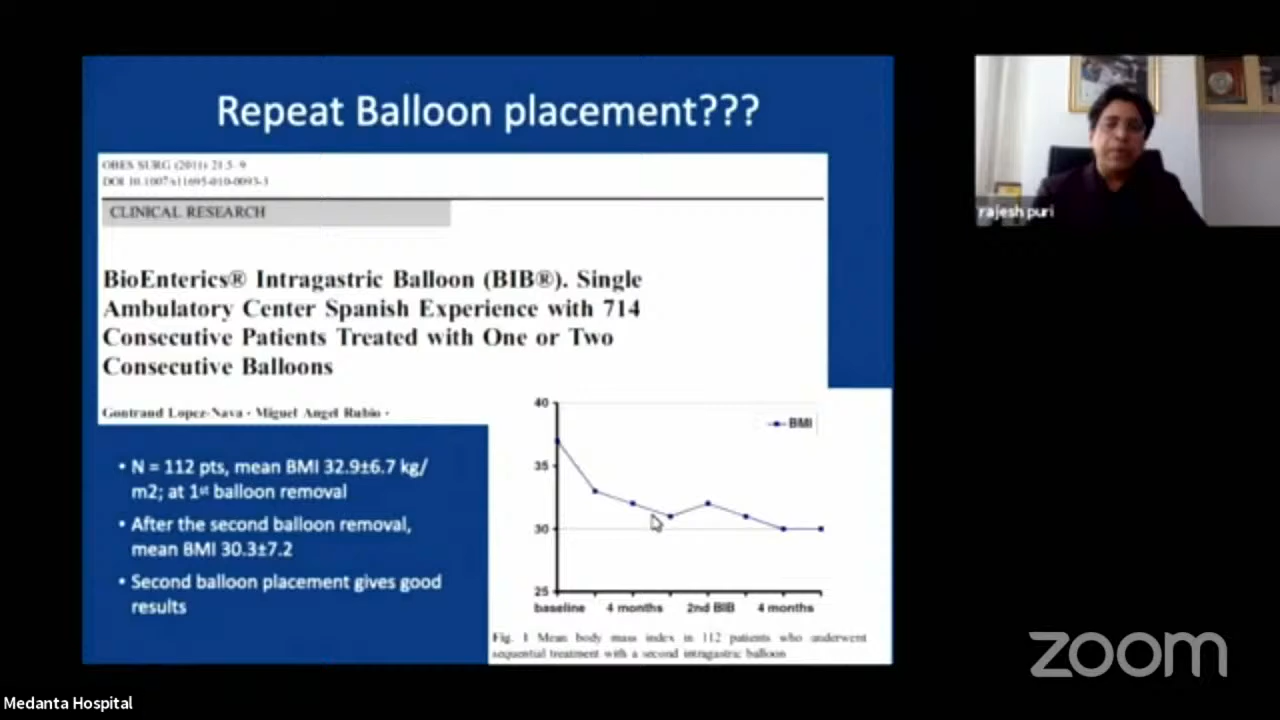 Repeat Balloon placement???
OBES SURG (2011) 21:5–9
DOI 10.1007/s11695-010-0093-3
CLINICAL RESEARCH
BioEnterics® Intragastric Balloon (BIB®). Single
Ambulatory Center Spanish Experience with 714
Consecutive Patients Treated with One or Two
Consecutive Balloons
Gontrand Lopez-Nava · Miguel Angel Rubio ·
• N = 112 pts, mean BMI 32.9±6.7 kg/
m2; at 1st balloon removal
• After the second balloon removal,
mean BMI 30.3±7.2
• Second balloon placement gives good
results
40
35
30
25
BMI
baseline 4 months 2nd BIB 4 months
Fig. 1 Mean body mass index in 112 patients who underwent
sequential treatment with a second intragastric balloon
rajesh puri
zoom
Medanta Hospital